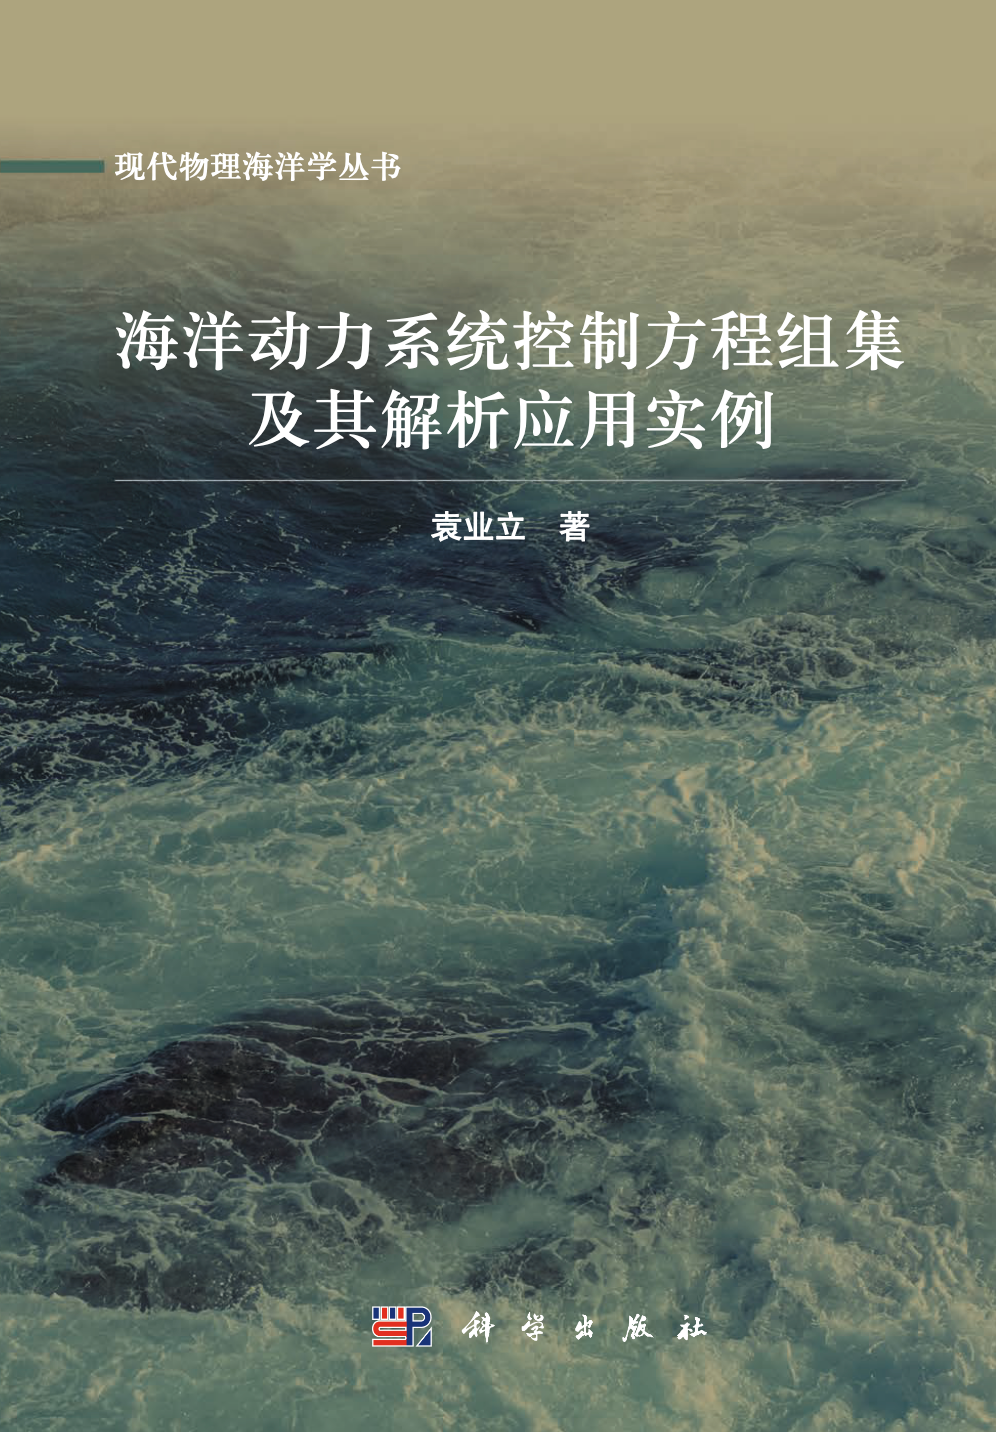 现代物理海洋学丛书
海洋动力系统控制方程组集
及其解析应用实例
袁业立 著
科学出版社